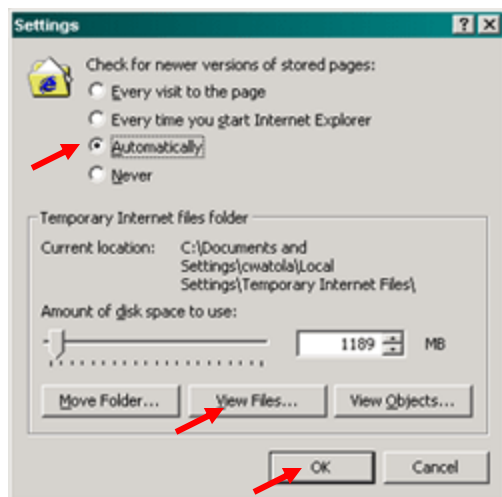 Settings
Check for newer versions of stored pages:
Every visit to the page
Every time you start Internet Explorer
Automatically
Never
Temporary Internet files folder
Current location: C:\Documents and
Settings\cwatola\Local
Settings\Temporary Internet Files\
Amount of disk space to use:
1189 MB
Move Folder... View Files... View Objects...
OK Cancel